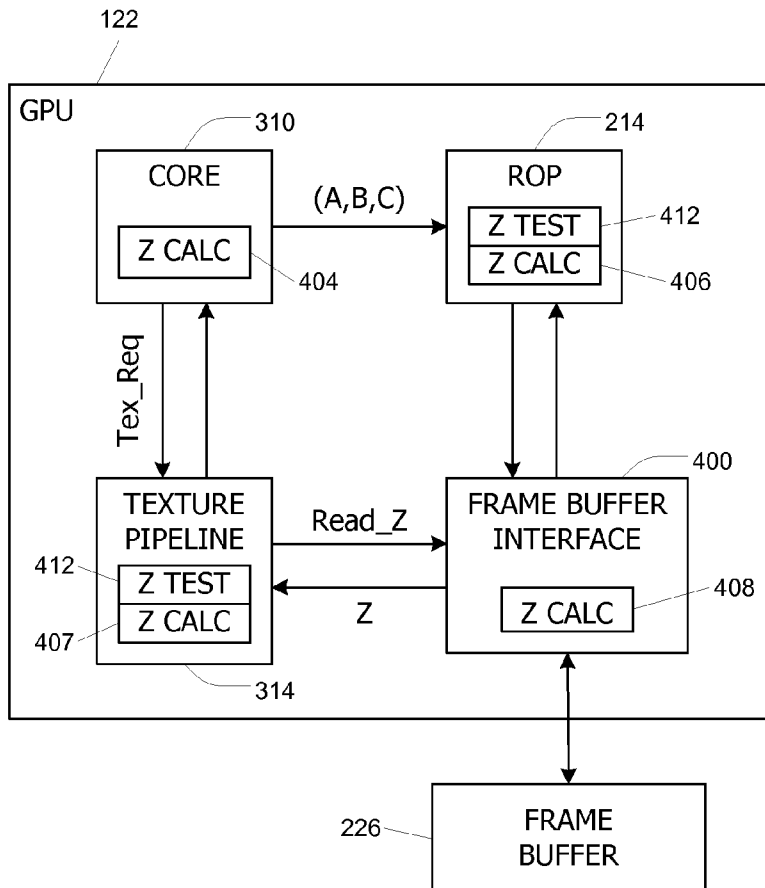 122
GPU
310
214
CORE
ROP
(A,B,C)
Z TEST
412
Z CALC
404
Z CALC
406
Tex_Req
400
TEXTURE
PIPELINE
Read_Z
FRAME BUFFER
INTERFACE
412
Z TEST
Z
408
407
Z CALC
Z CALC
314
226
FRAME
BUFFER